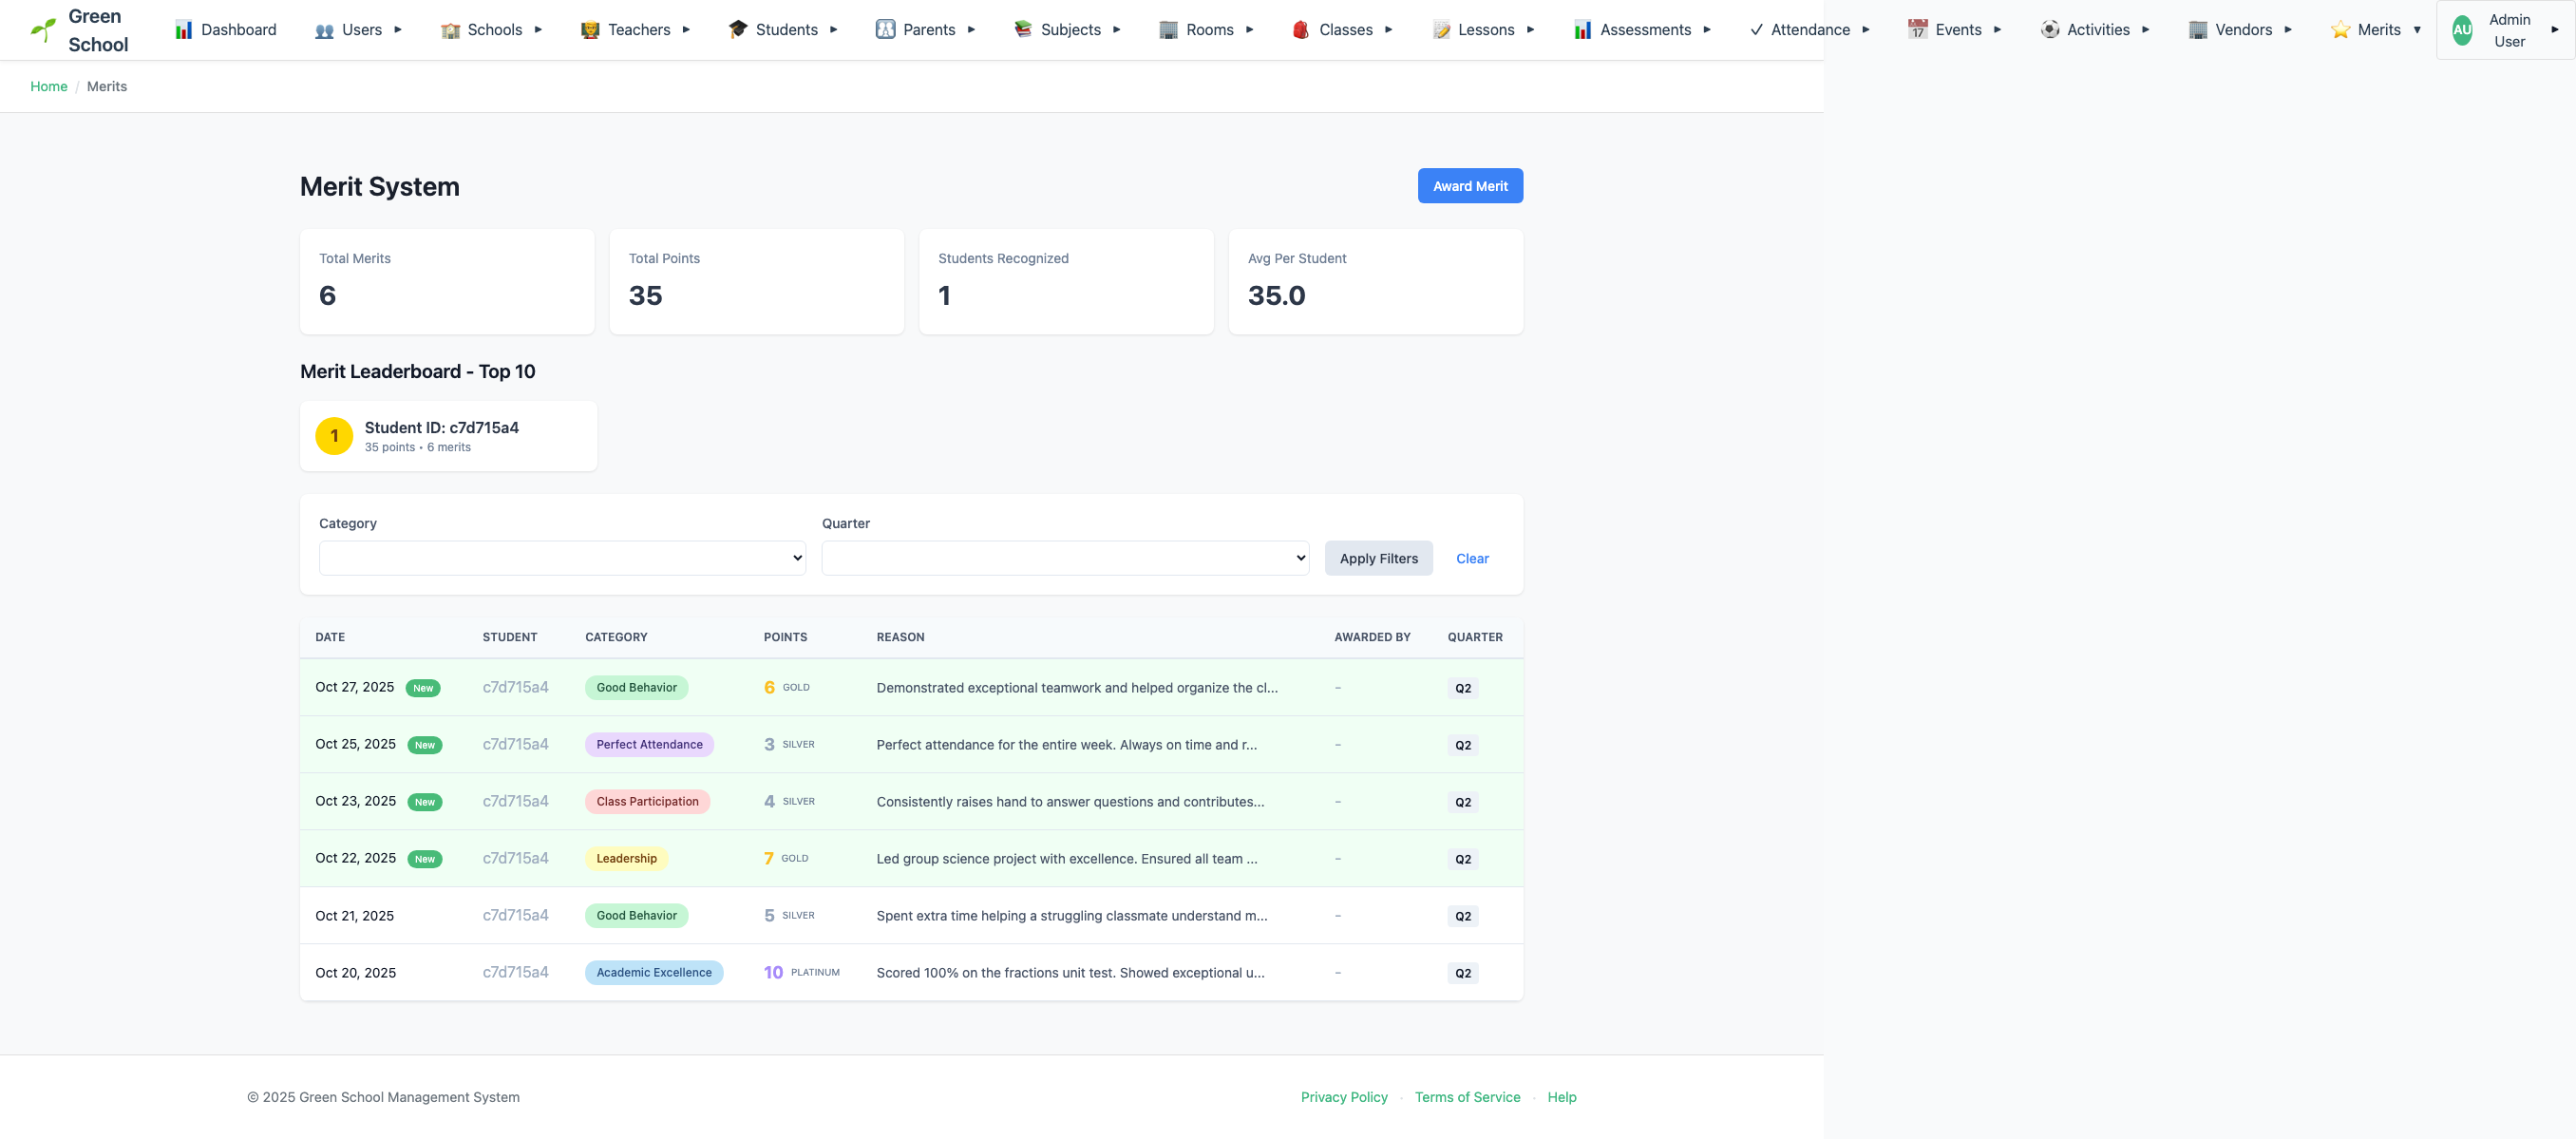 Green School
Dashboard
Users
Schools
Teachers
Students
Parents
Subjects
Rooms
Classes
Lessons
Assessments
Attendance
Events
Activities
Vendors
Merits
AU
Admin User
Home / Merits
Merit System
Award Merit
Total Merits
6
Total Points
35
Students Recognized
1
Avg Per Student
35.0
Merit Leaderboard - Top 10
1
Student ID: c7d715a4
35 points • 6 merits
Category
Quarter
Apply Filters
Clear
DATE STUDENT CATEGORY POINTS REASON AWARDED BY QUARTER
Oct 27, 2025 New c7d715a4 Good Behavior 6 GOLD Demonstrated exceptional teamwork and helped organize the cl... - Q2
Oct 25, 2025 New c7d715a4 Perfect Attendance 3 SILVER Perfect attendance for the entire week. Always on time and r... - Q2
Oct 23, 2025 New c7d715a4 Class Participation 4 SILVER Consistently raises hand to answer questions and contributes... - Q2
Oct 22, 2025 New c7d715a4 Leadership 7 GOLD Led group science project with excellence. Ensured all team ... - Q2
Oct 21, 2025 c7d715a4 Good Behavior 5 SILVER Spent extra time helping a struggling classmate understand m... - Q2
Oct 20, 2025 c7d715a4 Academic Excellence 10 PLATINUM Scored 100% on the fractions unit test. Showed exceptional u... - Q2
© 2025 Green School Management System
Privacy Policy · Terms of Service · Help